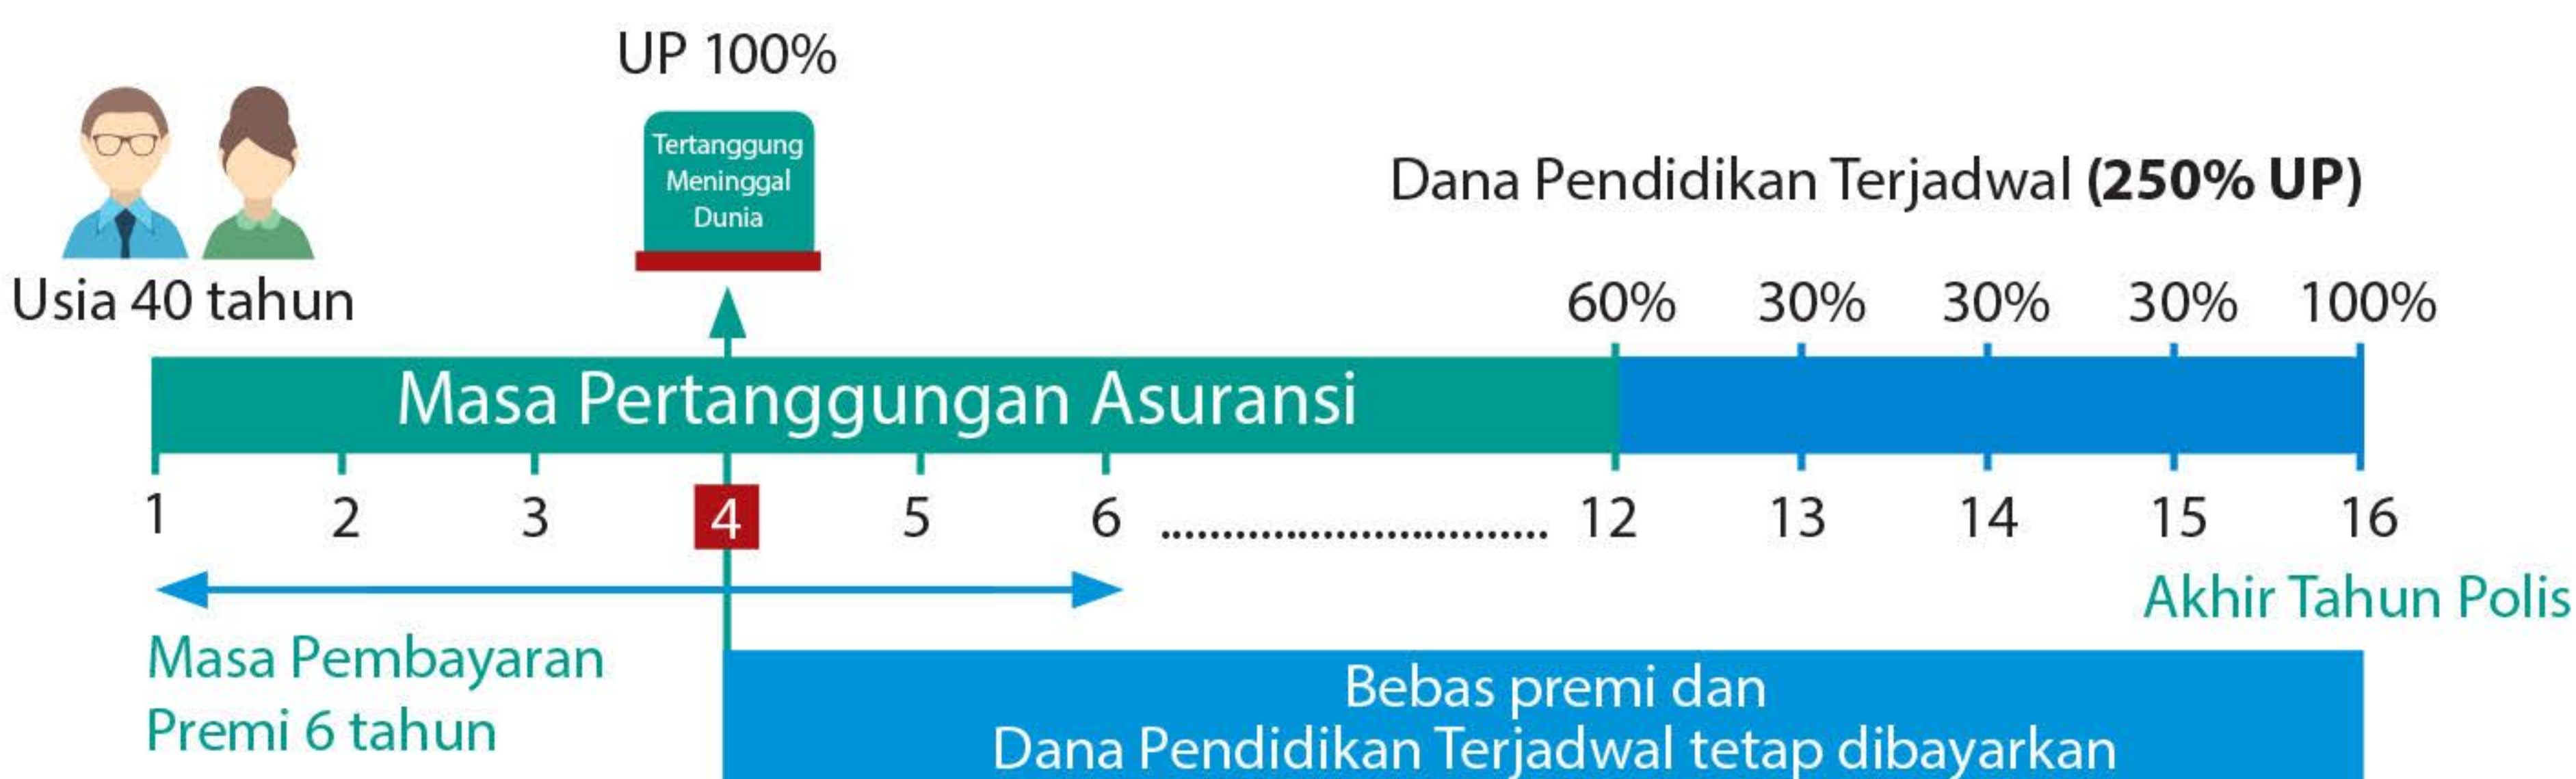 UP 100%
Tertanggung
Meninggal
Dunia
Usia 40 tahun
Dana Pendidikan Terjadwal (250% UP)
60% 30% 30% 30% 100%
Masa Pertanggungan Asuransi
1 2 3 4 5 6 ................................ 12 13 14 15 16
Akhir Tahun Polis
Masa Pembayaran
Premi 6 tahun
Bebas premi dan
Dana Pendidikan Terjadwal tetap dibayarkan